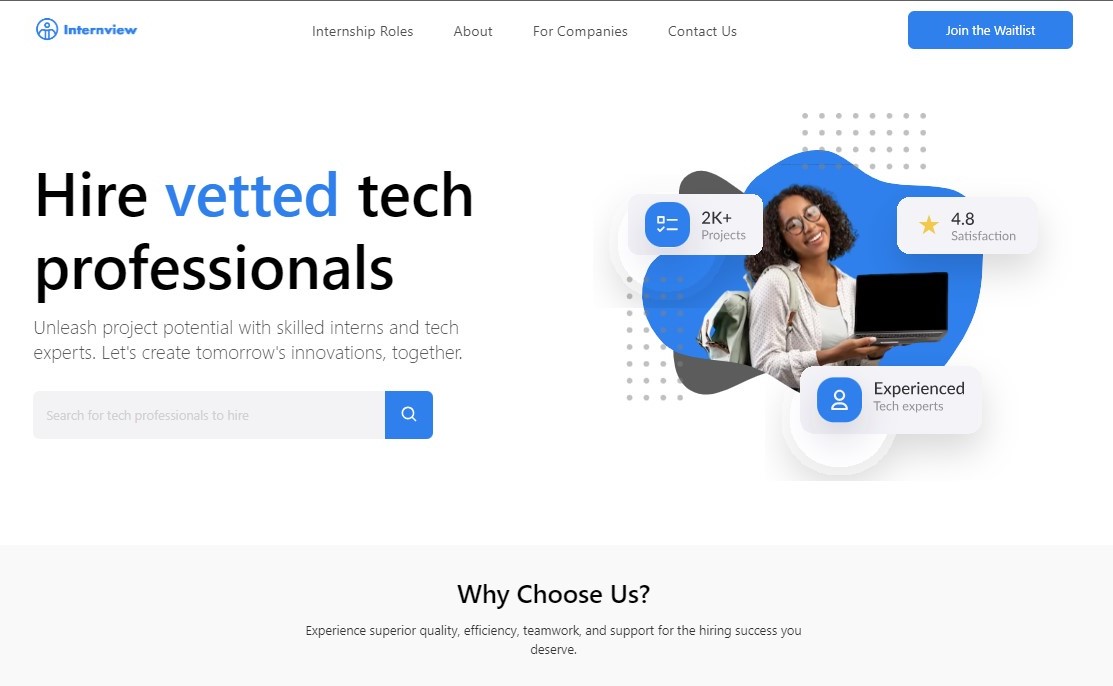 Internview
Internship Roles
About
For Companies
Contact Us
Join the Waitlist
Hire vetted tech
professionals
Unleash project potential with skilled interns and tech
experts. Let's create tomorrow's innovations, together.
Search for tech professionals to hire
2K+
Projects
4.8
Satisfaction
Experienced
Tech experts
Why Choose Us?
Experience superior quality, efficiency, teamwork, and support for the hiring success you
deserve.